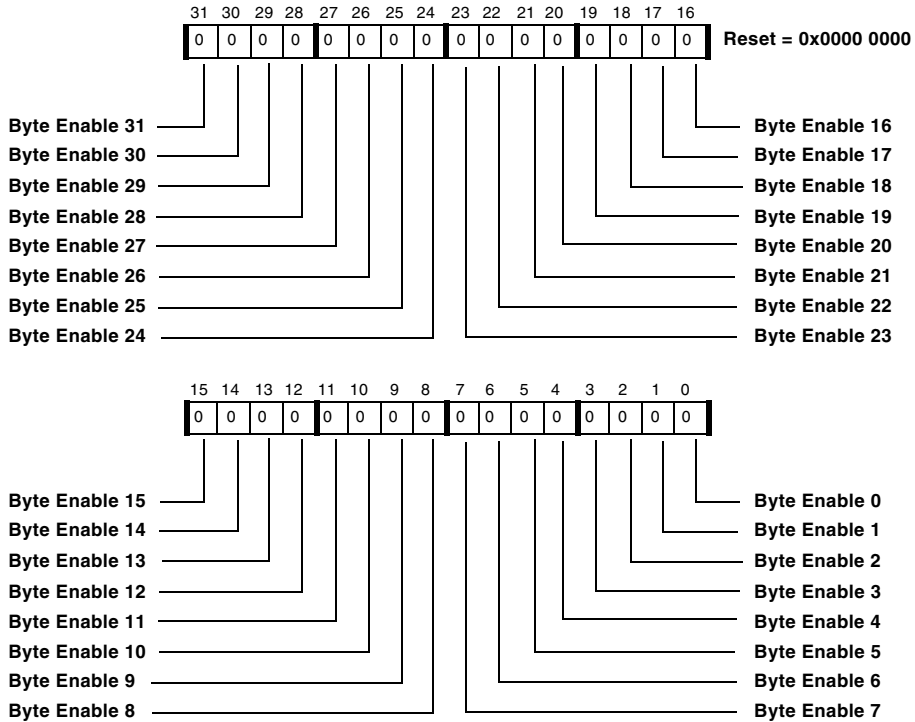 31 30 29 28 27 26 25 24 23 22 21 20 19 18 17 16
0 0 0 0 0 0 0 0 0 0 0 0 0 0 0 0 Reset = 0x0000 0000
Byte Enable 31 Byte Enable 16
Byte Enable 30 Byte Enable 17
Byte Enable 29 Byte Enable 18
Byte Enable 28 Byte Enable 19
Byte Enable 27 Byte Enable 20
Byte Enable 26 Byte Enable 21
Byte Enable 25 Byte Enable 22
Byte Enable 24 Byte Enable 23
15 14 13 12 11 10 9 8 7 6 5 4 3 2 1 0
0 0 0 0 0 0 0 0 0 0 0 0 0 0 0 0
Byte Enable 15 Byte Enable 0
Byte Enable 14 Byte Enable 1
Byte Enable 13 Byte Enable 2
Byte Enable 12 Byte Enable 3
Byte Enable 11 Byte Enable 4
Byte Enable 10 Byte Enable 5
Byte Enable 9 Byte Enable 6
Byte Enable 8 Byte Enable 7